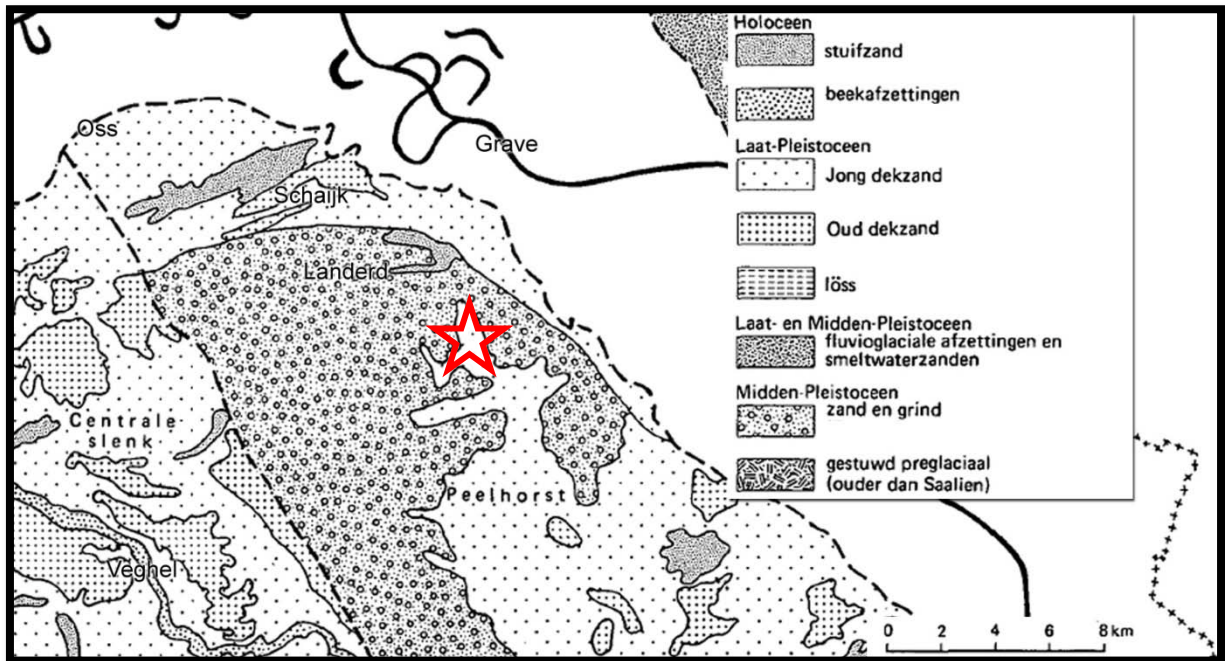 Holoceen
stuifzand
beekafzettingen
Laat-Pleistoceen
Jong dekzand
Oud dekzand
löss
Laat- en Midden-Pleistoceen
fluvioglaciale afzettingen en
smeltwaterzanden
Midden-Pleistoceen
zand en grind
gestuwd preglaciaal
(ouder dan Saalien)
Oss
Grave
Schaijk
Landerd
Centrale
slenk
Peelhorst
Veghel
0 2 4 6 8 km